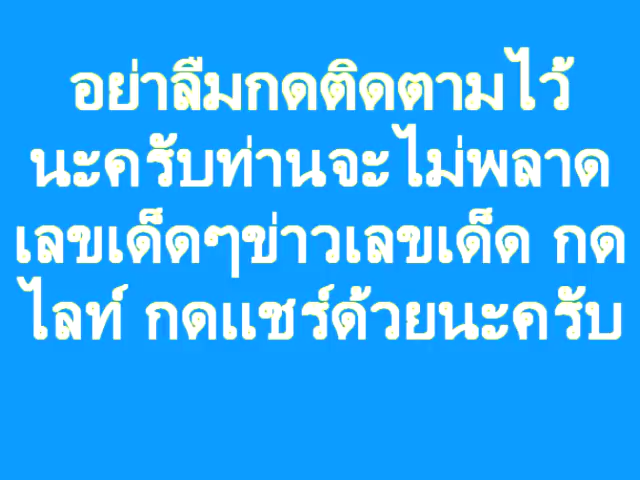 อย่าลืมกดติดตามไว้
นะครับท่านจะไม่พลาด
เลขเด็ดๆข่าวเลขเด็ด กด
ไลท์ กดแชร์ด้วยนะครับ